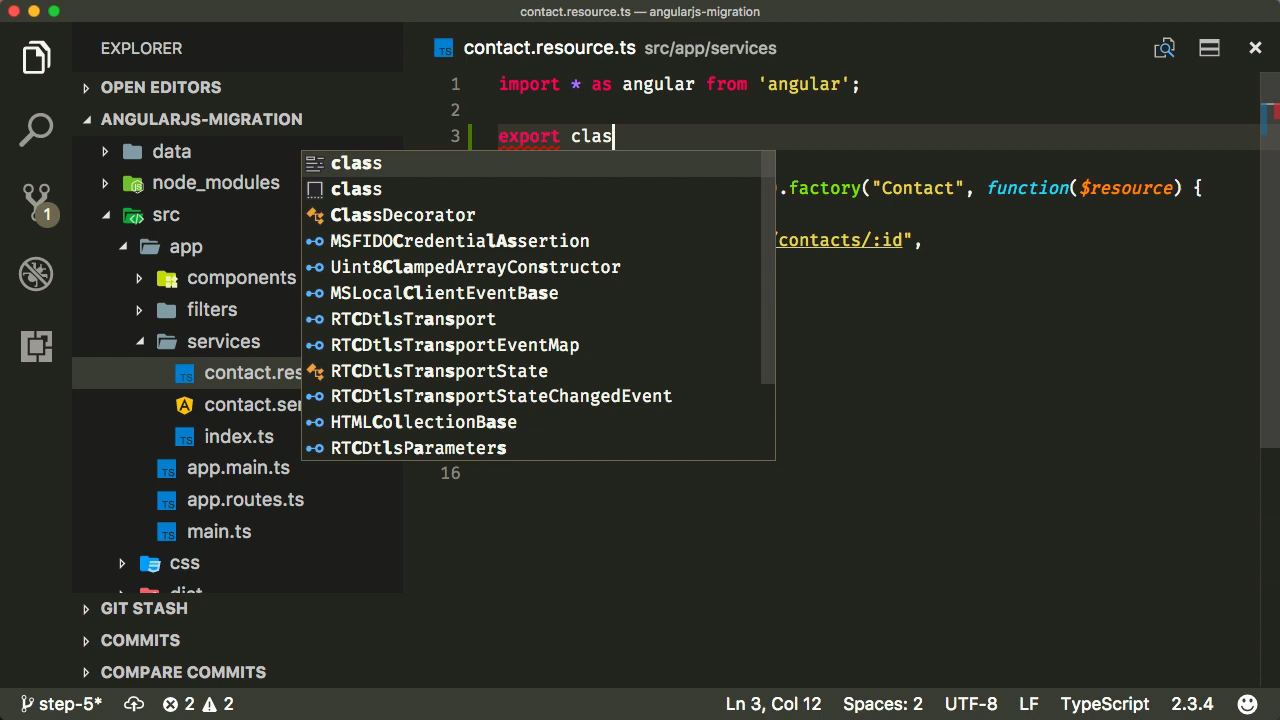 contact.resource.ts — angularjs-migration
EXPLORER
OPEN EDITORS
ANGULARJS-MIGRATION
data
node_modules
src
app
components
filters
services
contact.res
contact.ser
index.ts
app.main.ts
app.routes.ts
main.ts
css
dist
GIT STASH
COMMITS
COMPARE COMMITS
1
TS contact.resource.ts src/app/services
1 import * as angular from 'angular';
2
3 export clas
class
class
ClassDecorator
MSFIDOCredentialAssertion
Uint8ClampedArrayConstructor
MSLocalClientEventBase
RTCDtlsTransport
RTCDtlsTransportEventMap
RTCDtlsTransportState
RTCDtlsTransportStateChangedEvent
HTMLCollectionBase
RTCDtlsParameters
.factory("Contact", function($resource) {
/contacts/:id",
16
step-5* 2 2 Ln 3, Col 12 Spaces: 2 UTF-8 LF TypeScript 2.3.4